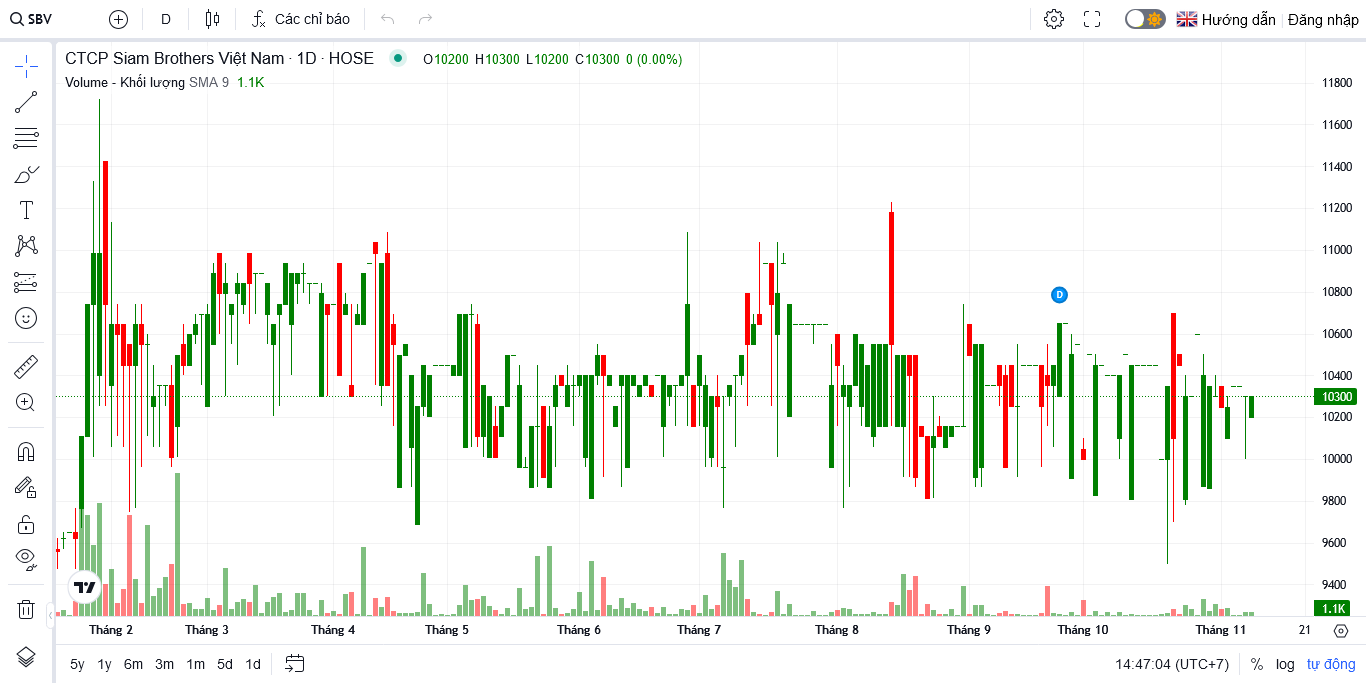 SBV D Các chỉ báo Hướng dẫn Đăng nhập
CTCP Siam Brothers Việt Nam · 1D · HOSE O10200 H10300 L10200 C10300 0 (0.00%)
Volume - Khối lượng SMA 9 1.1K
11800
11600
11400
11200
11000
10800
D
10600
10400
10300
10200
10000
9800
9600
9400
1.1K
Tháng 2 Tháng 3 Tháng 4 Tháng 5 Tháng 6 Tháng 7 Tháng 8 Tháng 9 Tháng 10 Tháng 11 21
5y 1y 6m 3m 1m 5d 1d 14:47:04 (UTC+7) % log tự động